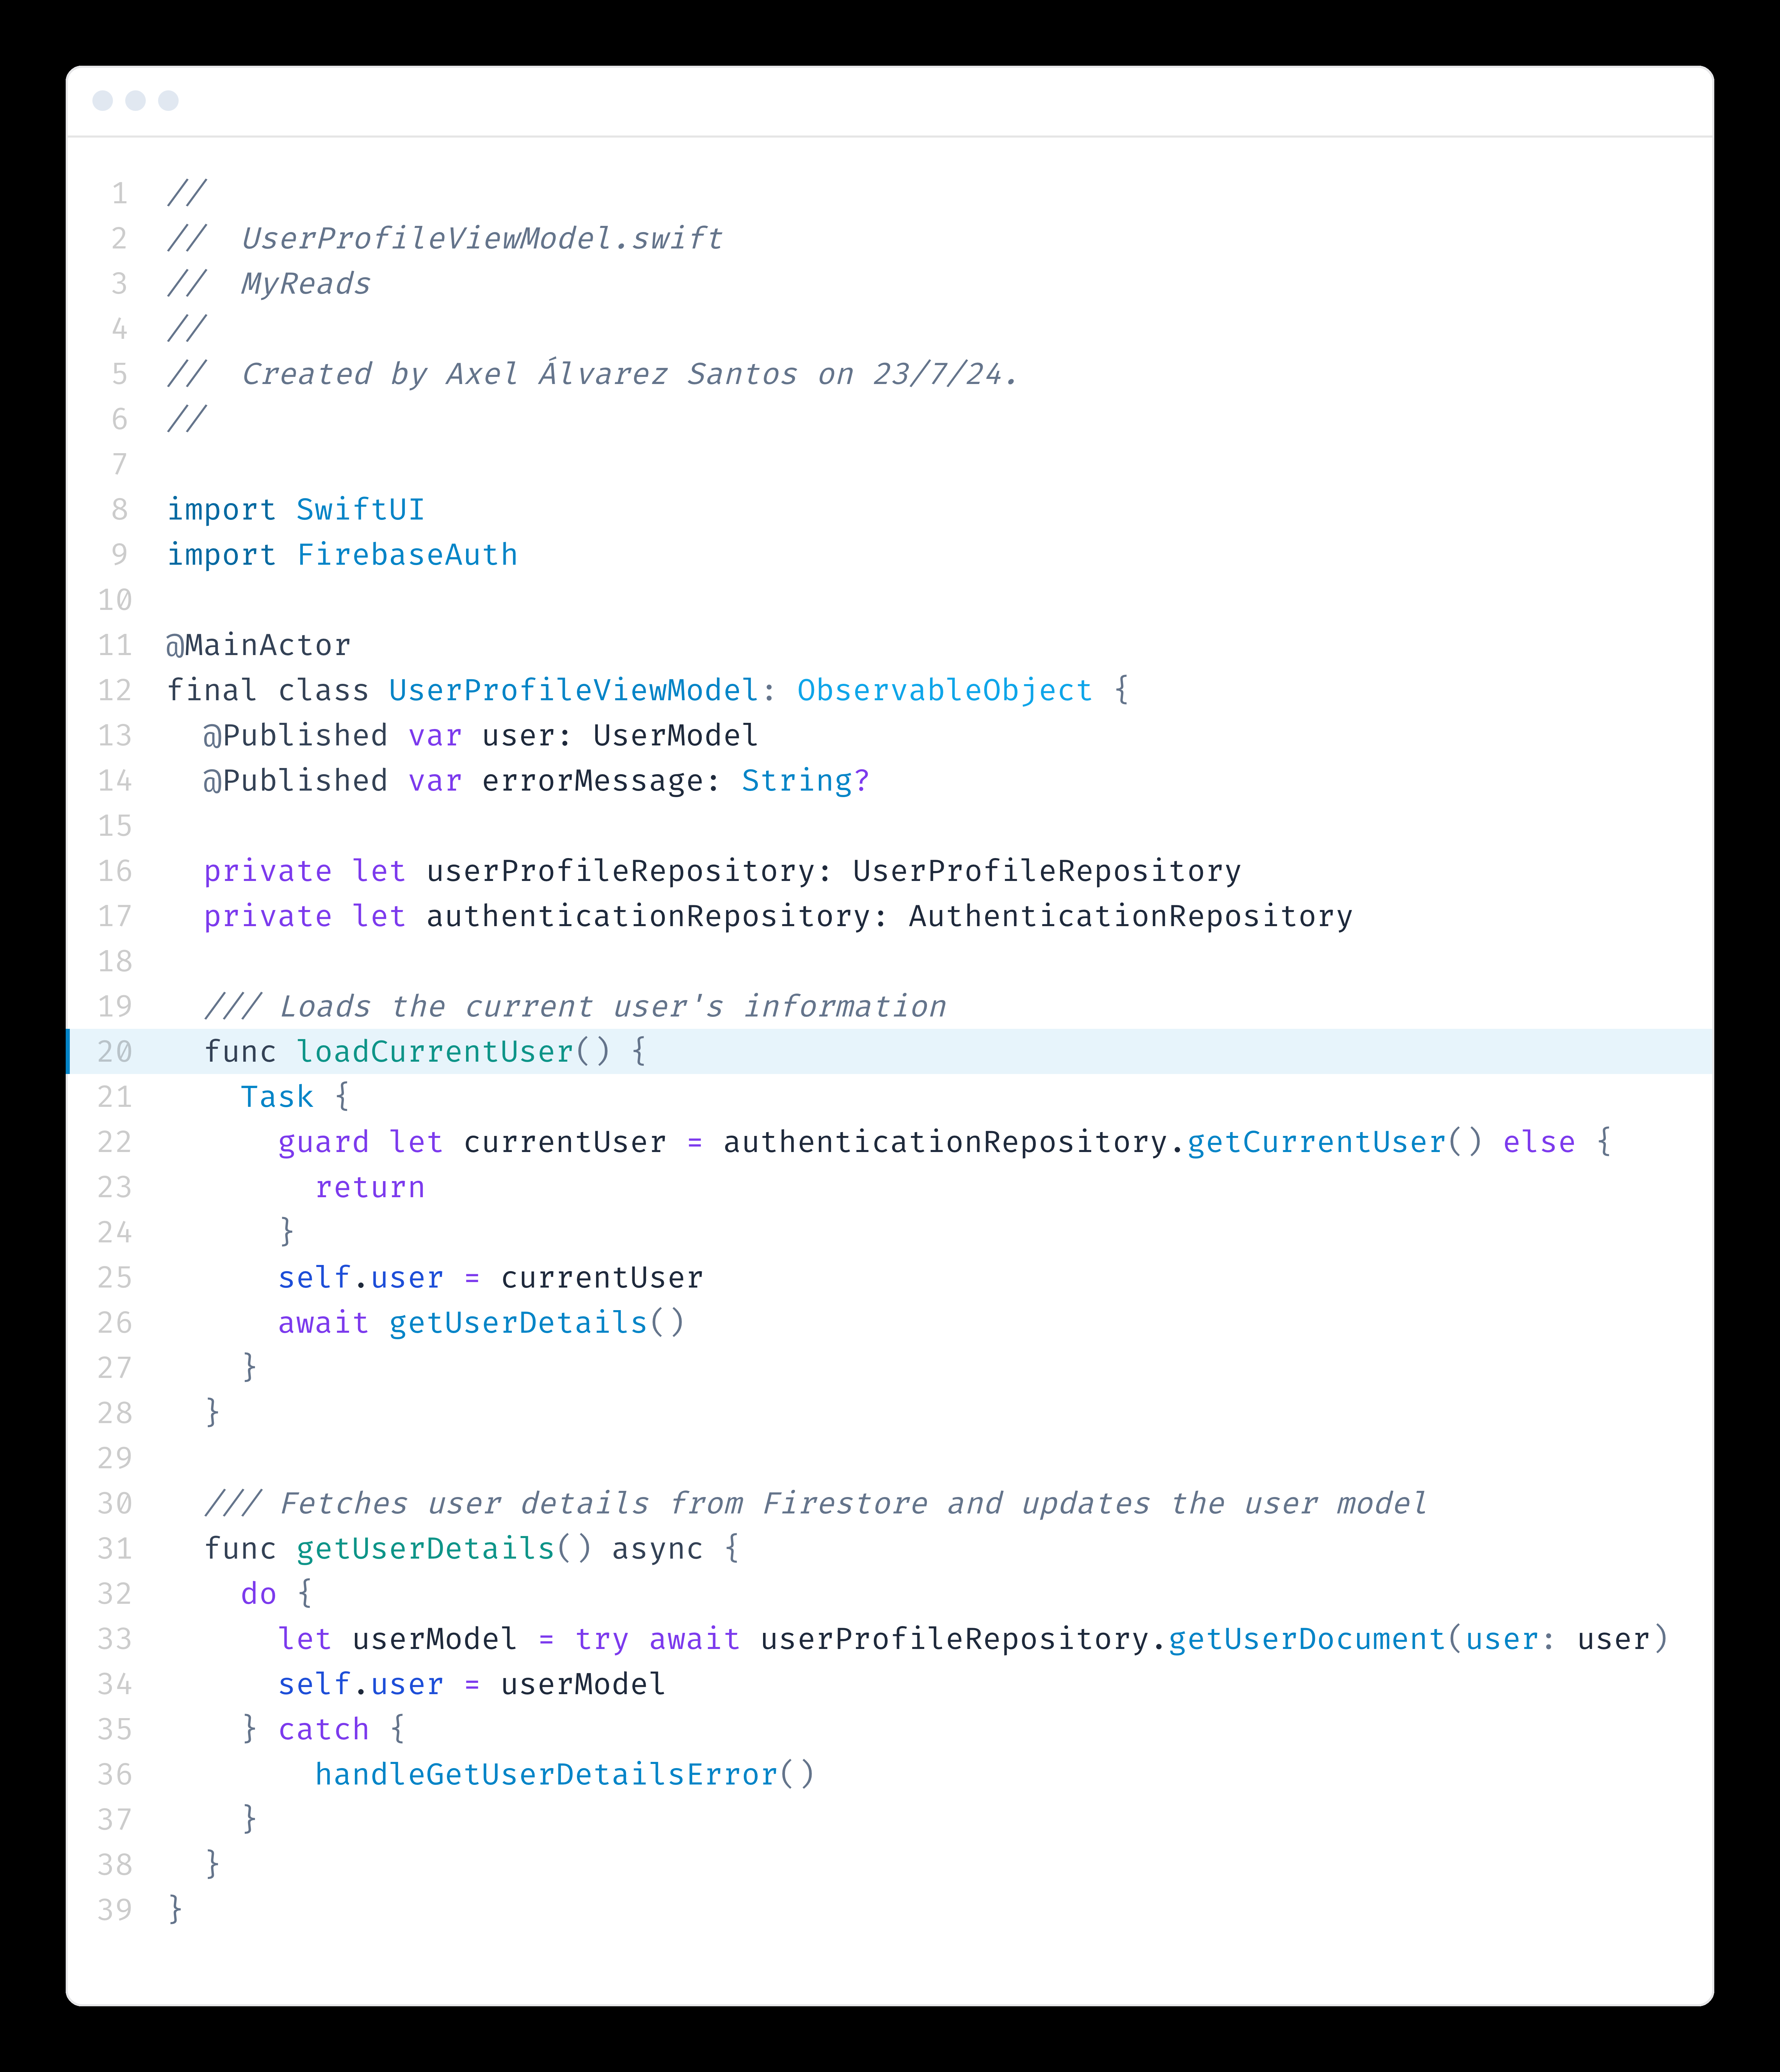 1 //
2 //  UserProfileViewModel.swift
3 //  MyReads
4 //
5 //  Created by Axel Álvarez Santos on 23/7/24.
6 //
7
8 import SwiftUI
9 import FirebaseAuth
10
11 @MainActor
12 final class UserProfileViewModel: ObservableObject {
13   @Published var user: UserModel
14   @Published var errorMessage: String?
15
16   private let userProfileRepository: UserProfileRepository
17   private let authenticationRepository: AuthenticationRepository
18
19   /// Loads the current user's information
20   func loadCurrentUser() {
21     Task {
22       guard let currentUser = authenticationRepository.getCurrentUser() else {
23         return
24       }
25       self.user = currentUser
26       await getUserDetails()
27     }
28   }
29
30   /// Fetches user details from Firestore and updates the user model
31   func getUserDetails() async {
32     do {
33       let userModel = try await userProfileRepository.getUserDocument(user: user)
34       self.user = userModel
35     } catch {
36         handleGetUserDetailsError()
37     }
38   }
39 }